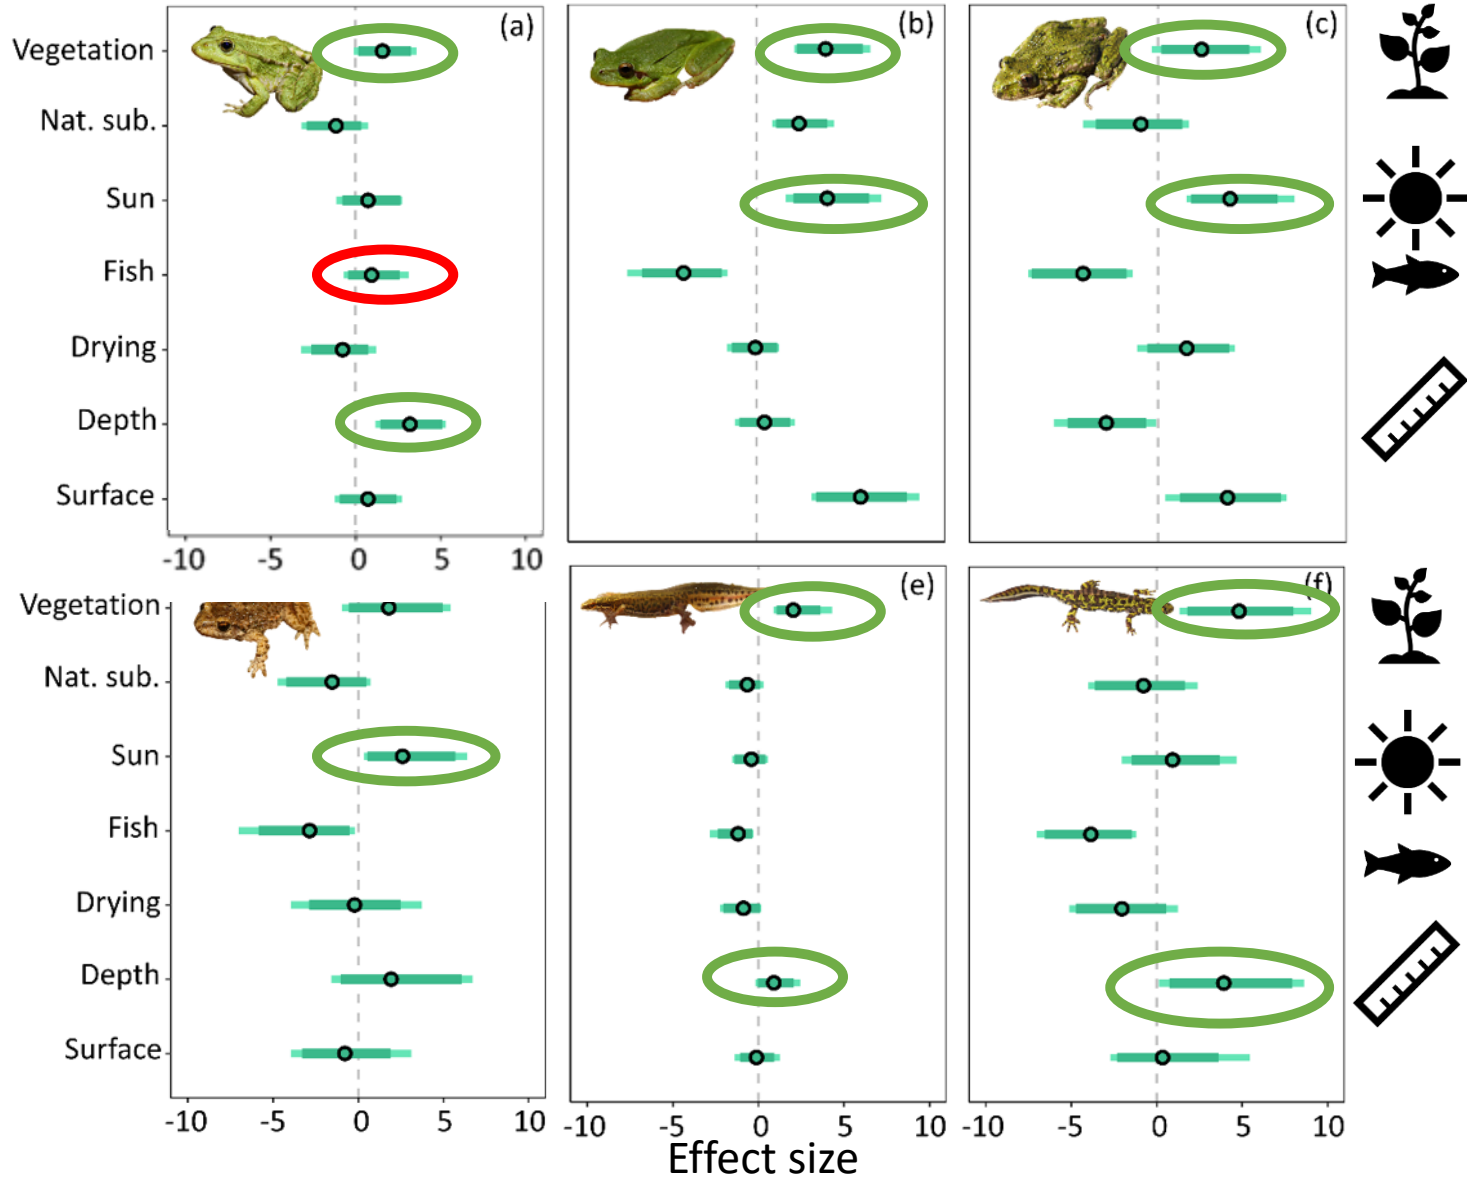 (a)
(b)
(c)
Vegetation
Nat. sub.
Sun
Fish
Drying
Depth
Surface
-10 -5 0 5 10
(e)
(f)
Vegetation
Nat. sub.
Sun
Fish
Drying
Depth
Surface
-10 -5 0 5 10
-10 -5 0 5 10
-10 -5 0 5 10
Effect size